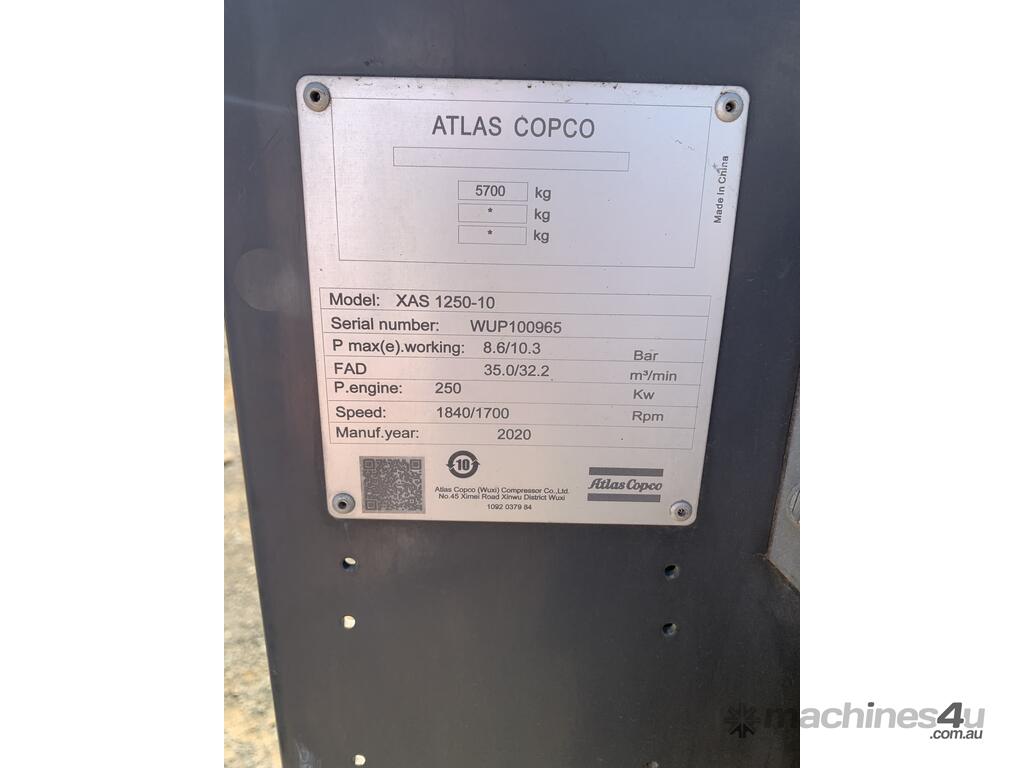 ATLAS COPCO
5700 kg
* kg
* kg
Made In China
Model: XAS 1250-10
Serial number: WUP100965
P max(e).working: 8.6/10.3 Bar
FAD 35.0/32.2 m³/min
P.engine: 250 Kw
Speed: 1840/1700 Rpm
Manuf.year: 2020
10
Atlas Copco (Wuxi) Compressor Co.,Ltd.
No.45 Ximei Road Xinwu District Wuxi
1092 0379 84
Atlas Copco
machines4u
.com.au